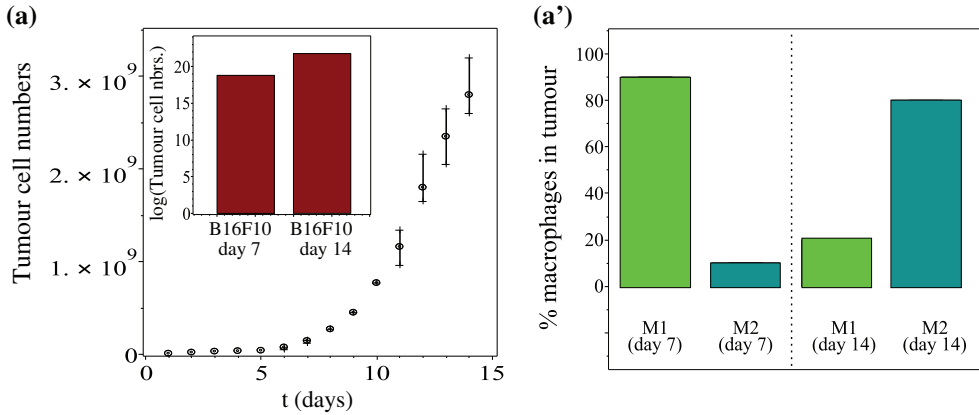 (a)
Tumour cell numbers
3. × 10⁹
2. × 10⁹
1. × 10⁹
0
0
5
10
15
t (days)
log(Tumour cell nbrs.)
20
15
10
5
0
B16F10
day 7
B16F10
day 14
(a')
% macrophages in tumour
100
80
60
40
20
0
M1
(day 7)
M2
(day 7)
M1
(day 14)
M2
(day 14)